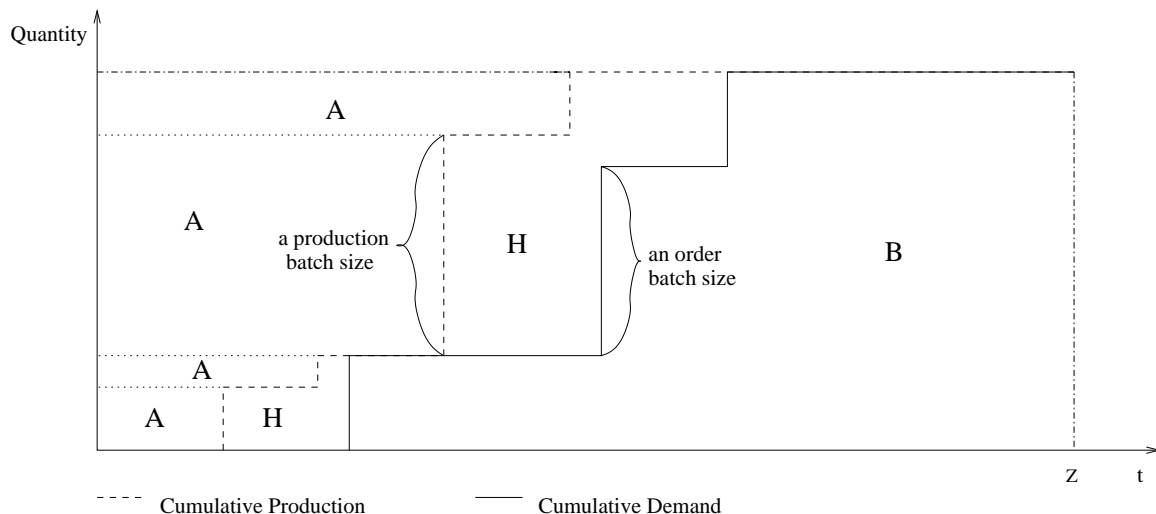 Quantity
A
A
a production
batch size
H
an order
batch size
B
A
A
H
Z
t
Cumulative Production
Cumulative Demand